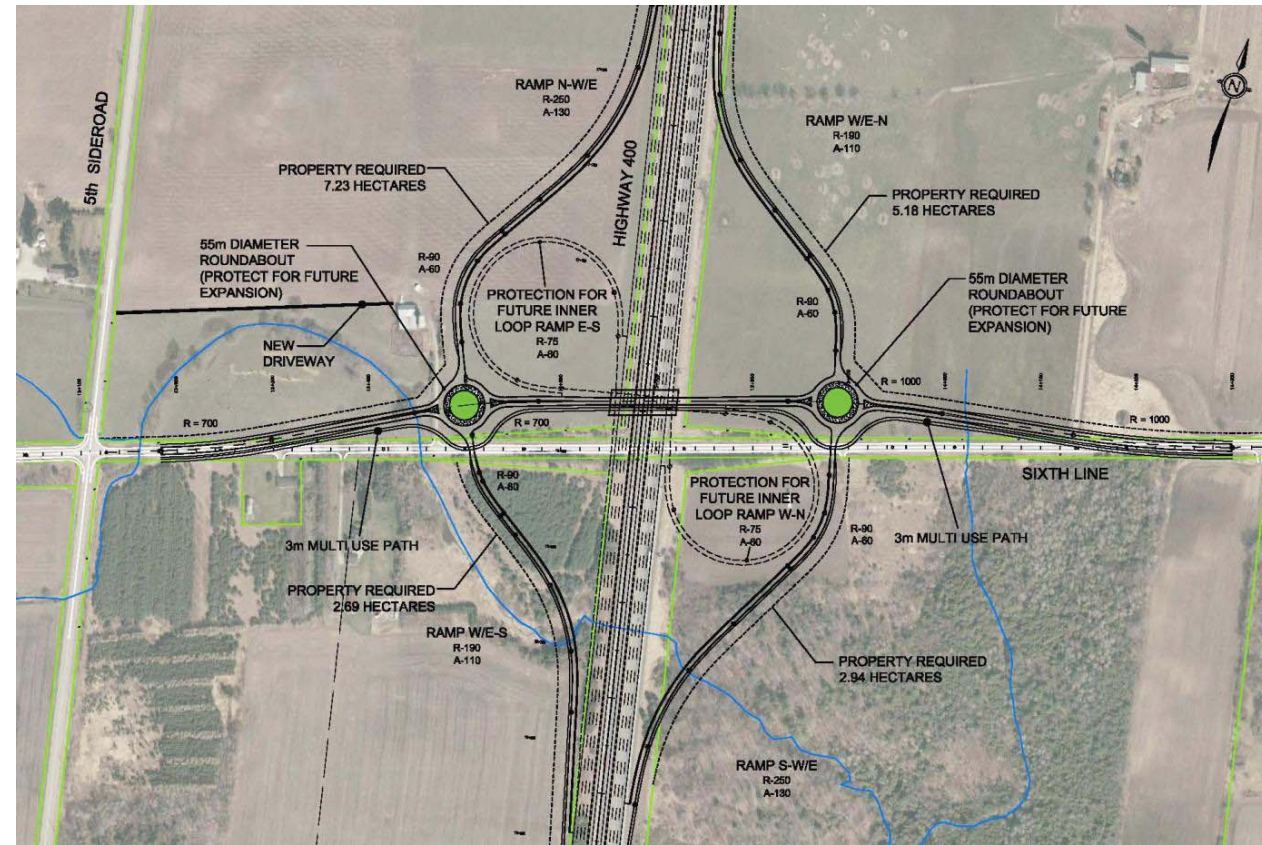 RAMP N-W/E
R-250
A-130
RAMP W/E-N
R-190
A-110
N
5th SIDEROAD
HIGHWAY 400
PROPERTY REQUIRED
7.23 HECTARES
PROPERTY REQUIRED
5.18 HECTARES
55m DIAMETER
ROUNDABOUT
(PROTECT FOR FUTURE
EXPANSION)
R-90
A-60
PROTECTION FOR
FUTURE INNER
LOOP RAMP E-S
R-75
A-60
R-90
A-60
55m DIAMETER
ROUNDABOUT
(PROTECT FOR FUTURE
EXPANSION)
NEW
DRIVEWAY
R = 700
R = 700
R = 1000
R = 1000
SIXTH LINE
R-90
A-60
PROTECTION FOR
FUTURE INNER
LOOP RAMP W-N
R-75
A-60
R-90
A-60
3m MULTI USE PATH
3m MULTI USE PATH
PROPERTY REQUIRED
2.69 HECTARES
RAMP W/E-S
R-190
A-110
PROPERTY REQUIRED
2.94 HECTARES
RAMP S-W/E
R-250
A-130